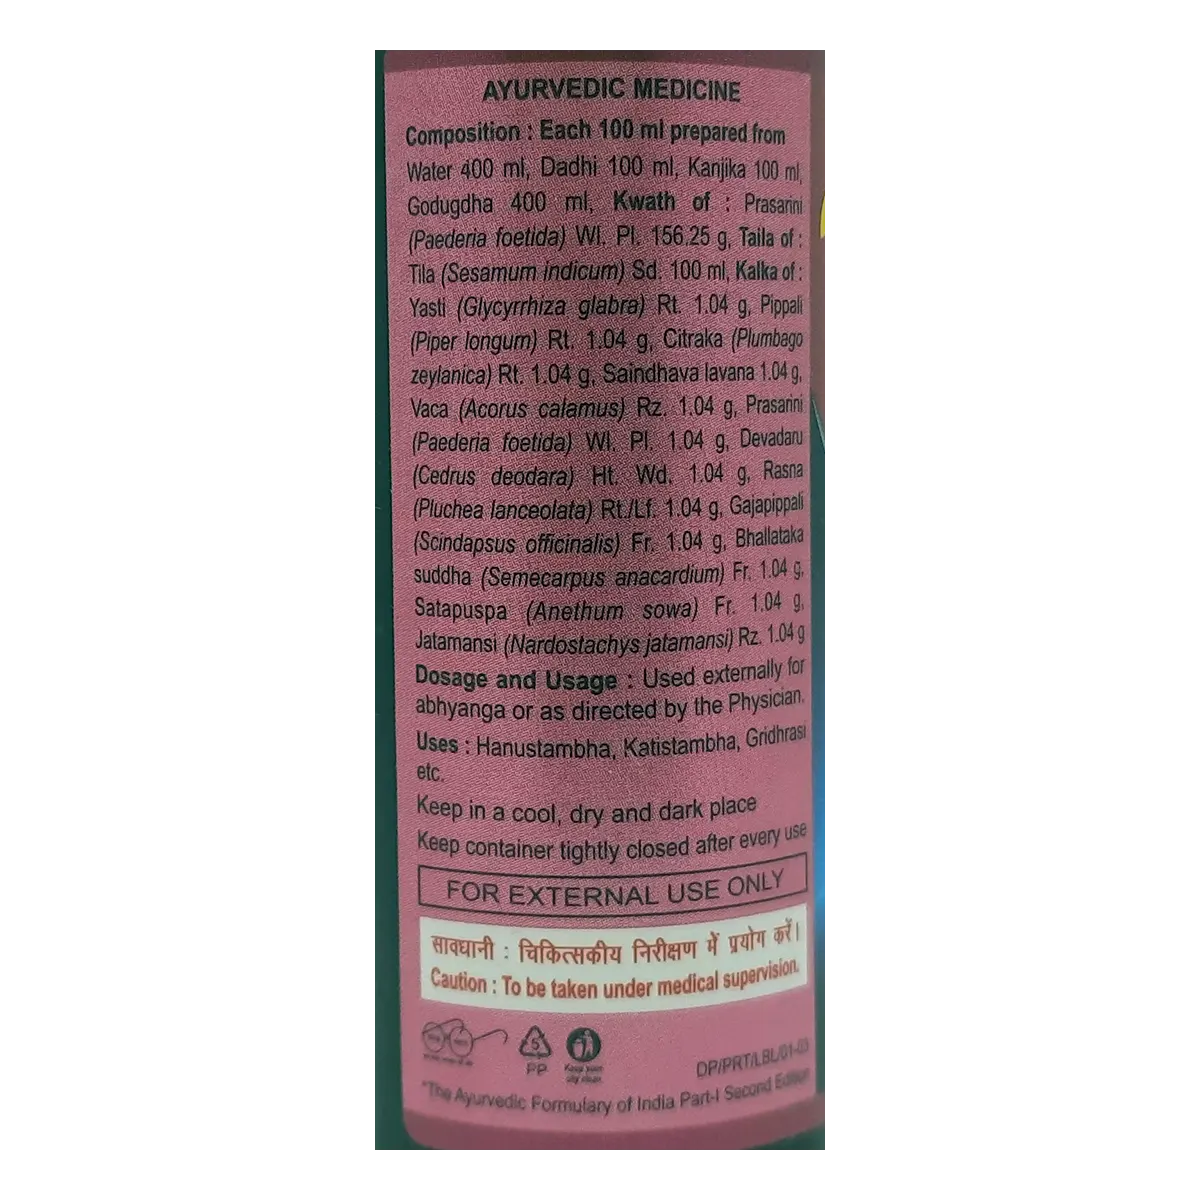 AYURVEDIC MEDICINE
Composition : Each 100 ml prepared from
Water 400 ml, Dadhi 100 ml, Kanjika 100 ml,
Godugdha 400 ml, Kwath of : Prasarini
(Paederia foetida) Wl. Pl. 156.25 g, Taila of :
Tila (Sesamum indicum) Sd. 100 ml, Kalka of :
Yasti (Glycyrrhiza glabra) Rt. 1.04 g, Pippali
(Piper longum) Rt. 1.04 g, Citraka (Plumbago
zeylanica) Rt. 1.04 g, Saindhava lavana 1.04 g,
Vaca (Acorus calamus) Rz. 1.04 g, Prasarini
(Paederia foetida) Wl. Pl. 1.04 g, Devadaru
(Cedrus deodara) Ht. Wd. 1.04 g, Rasna
(Pluchea lanceolata) Rt./Lf. 1.04 g, Gajapippali
(Scindapsus officinalis) Fr. 1.04 g, Bhallataka
suddha (Semecarpus anacardium) Fr. 1.04 g,
Satapuspa (Anethum sowa) Fr. 1.04 g,
Jatamansi (Nardostachys jatamansi) Rz. 1.04 g
Dosage and Usage : Used externally for
abhyanga or as directed by the Physician.
Uses : Hanustambha, Katistambha, Gridhrasi
etc.
Keep in a cool, dry and dark place
Keep container tightly closed after every use
FOR EXTERNAL USE ONLY
सावधानी : चिकित्सकीय निरीक्षण में प्रयोग करें।
Caution : To be taken under medical supervision.
5
PP
Keep your
city clean
DP/PRT/LBL/01-03
*The Ayurvedic Formulary of India Part-I Second Edition